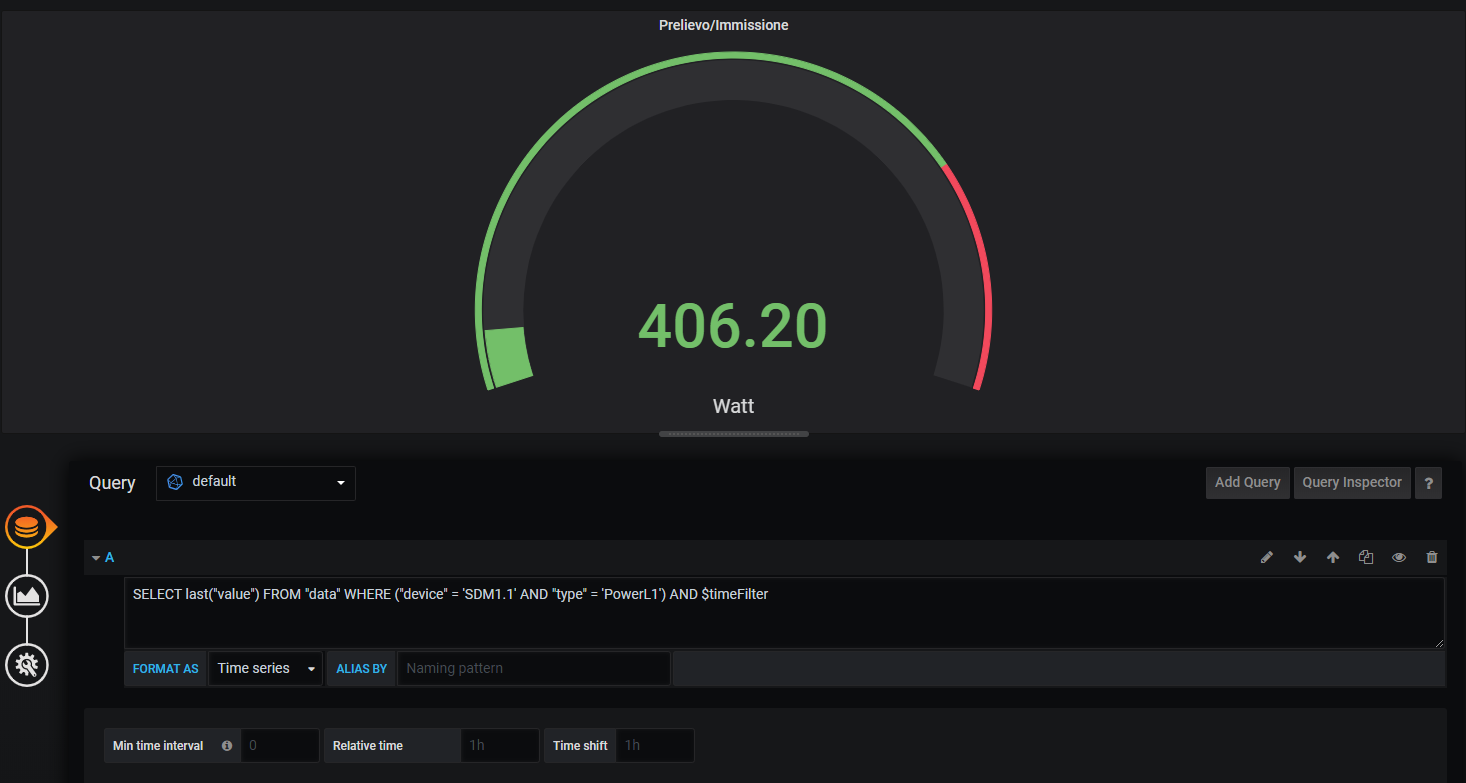 Prelievo/Immissione
406.20
Watt
Query default Add Query Query Inspector ?
A
SELECT last("value") FROM "data" WHERE ("device" = 'SDM1.1' AND "type" = 'PowerL1') AND $timeFilter
FORMAT AS Time series ALIAS BY Naming pattern
Min time interval 0 Relative time 1h Time shift 1h